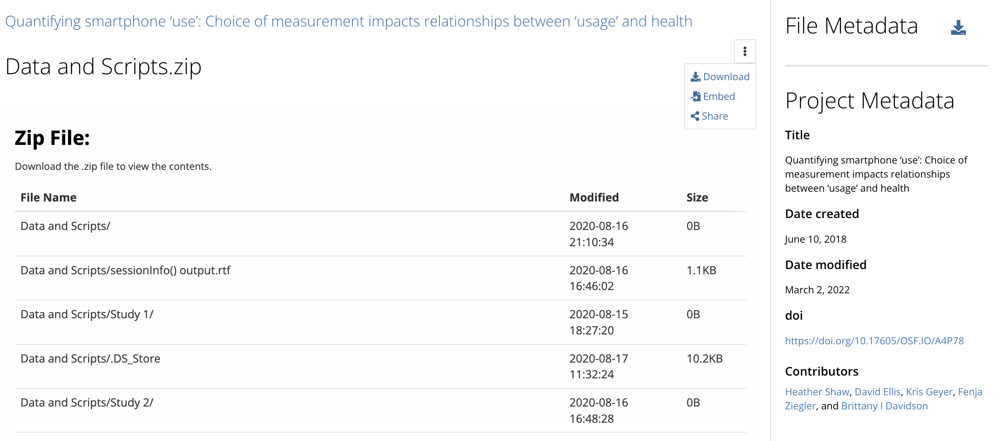 Quantifying smartphone ‘use’: Choice of measurement impacts relationships between ‘usage’ and health
Data and Scripts.zip
Download
Embed
Share
Zip File:
Download the .zip file to view the contents.
File Name Modified Size
Data and Scripts/ 2020-08-16 0B
21:10:34
Data and Scripts/sessionInfo() output.rtf 2020-08-16 1.1KB
16:46:02
Data and Scripts/Study 1/ 2020-08-15 0B
18:27:20
Data and Scripts/.DS_Store 2020-08-17 10.2KB
11:32:24
Data and Scripts/Study 2/ 2020-08-16 0B
16:48:28
File Metadata
Project Metadata
Title
Quantifying smartphone ‘use’: Choice of
measurement impacts relationships
between ‘usage’ and health
Date created
June 10, 2018
Date modified
March 2, 2022
doi
https://doi.org/10.17605/OSF.IO/A4P78
Contributors
Heather Shaw, David Ellis, Kris Geyer, Fenja
Ziegler, and Brittany I Davidson